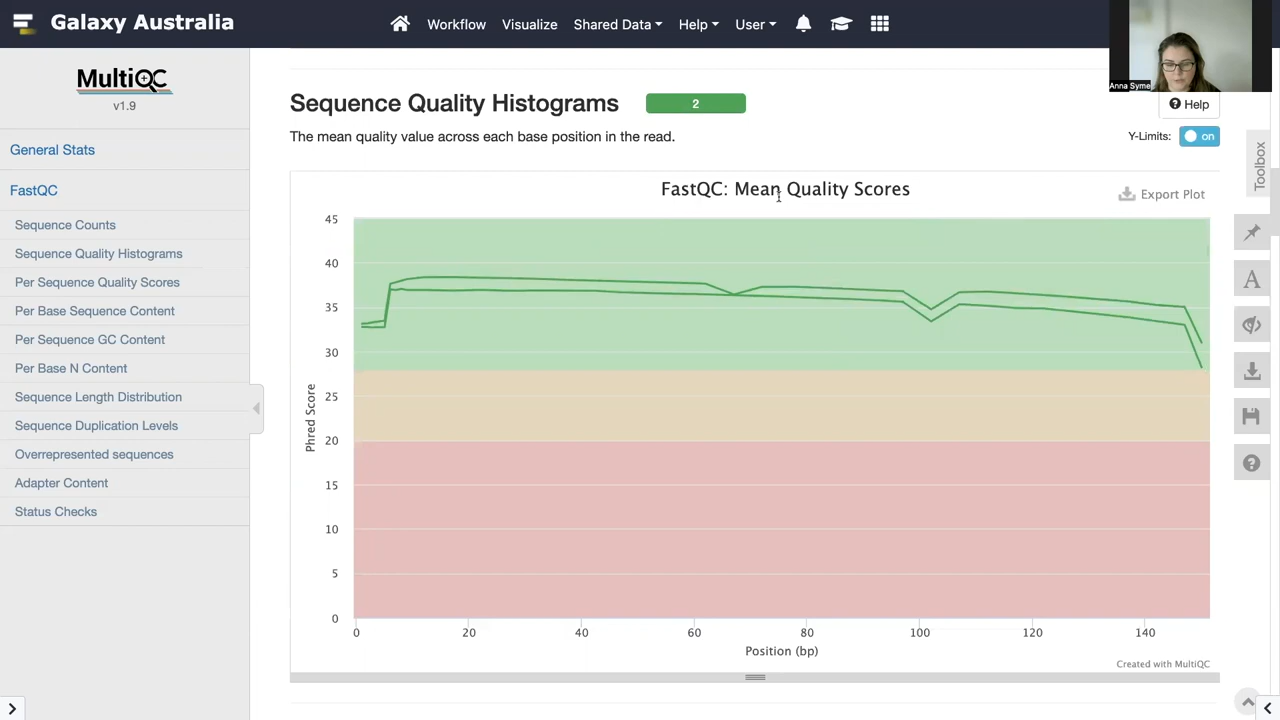 Galaxy Australia
Workflow
Visualize
Shared Data
Help
User
Anna Syme
MultiQC
v1.9
General Stats
FastQC
Sequence Counts
Sequence Quality Histograms
Per Sequence Quality Scores
Per Base Sequence Content
Per Sequence GC Content
Per Base N Content
Sequence Length Distribution
Sequence Duplication Levels
Overrepresented sequences
Adapter Content
Status Checks
Sequence Quality Histograms
2
Help
The mean quality value across each base position in the read.
Y-Limits: on
FastQC: Mean Quality Scores
Export Plot
45
40
35
30
25
20
15
10
5
0
Phred Score
0 20 40 60 80 100 120 140
Position (bp)
Created with MultiQC
Toolbox
A